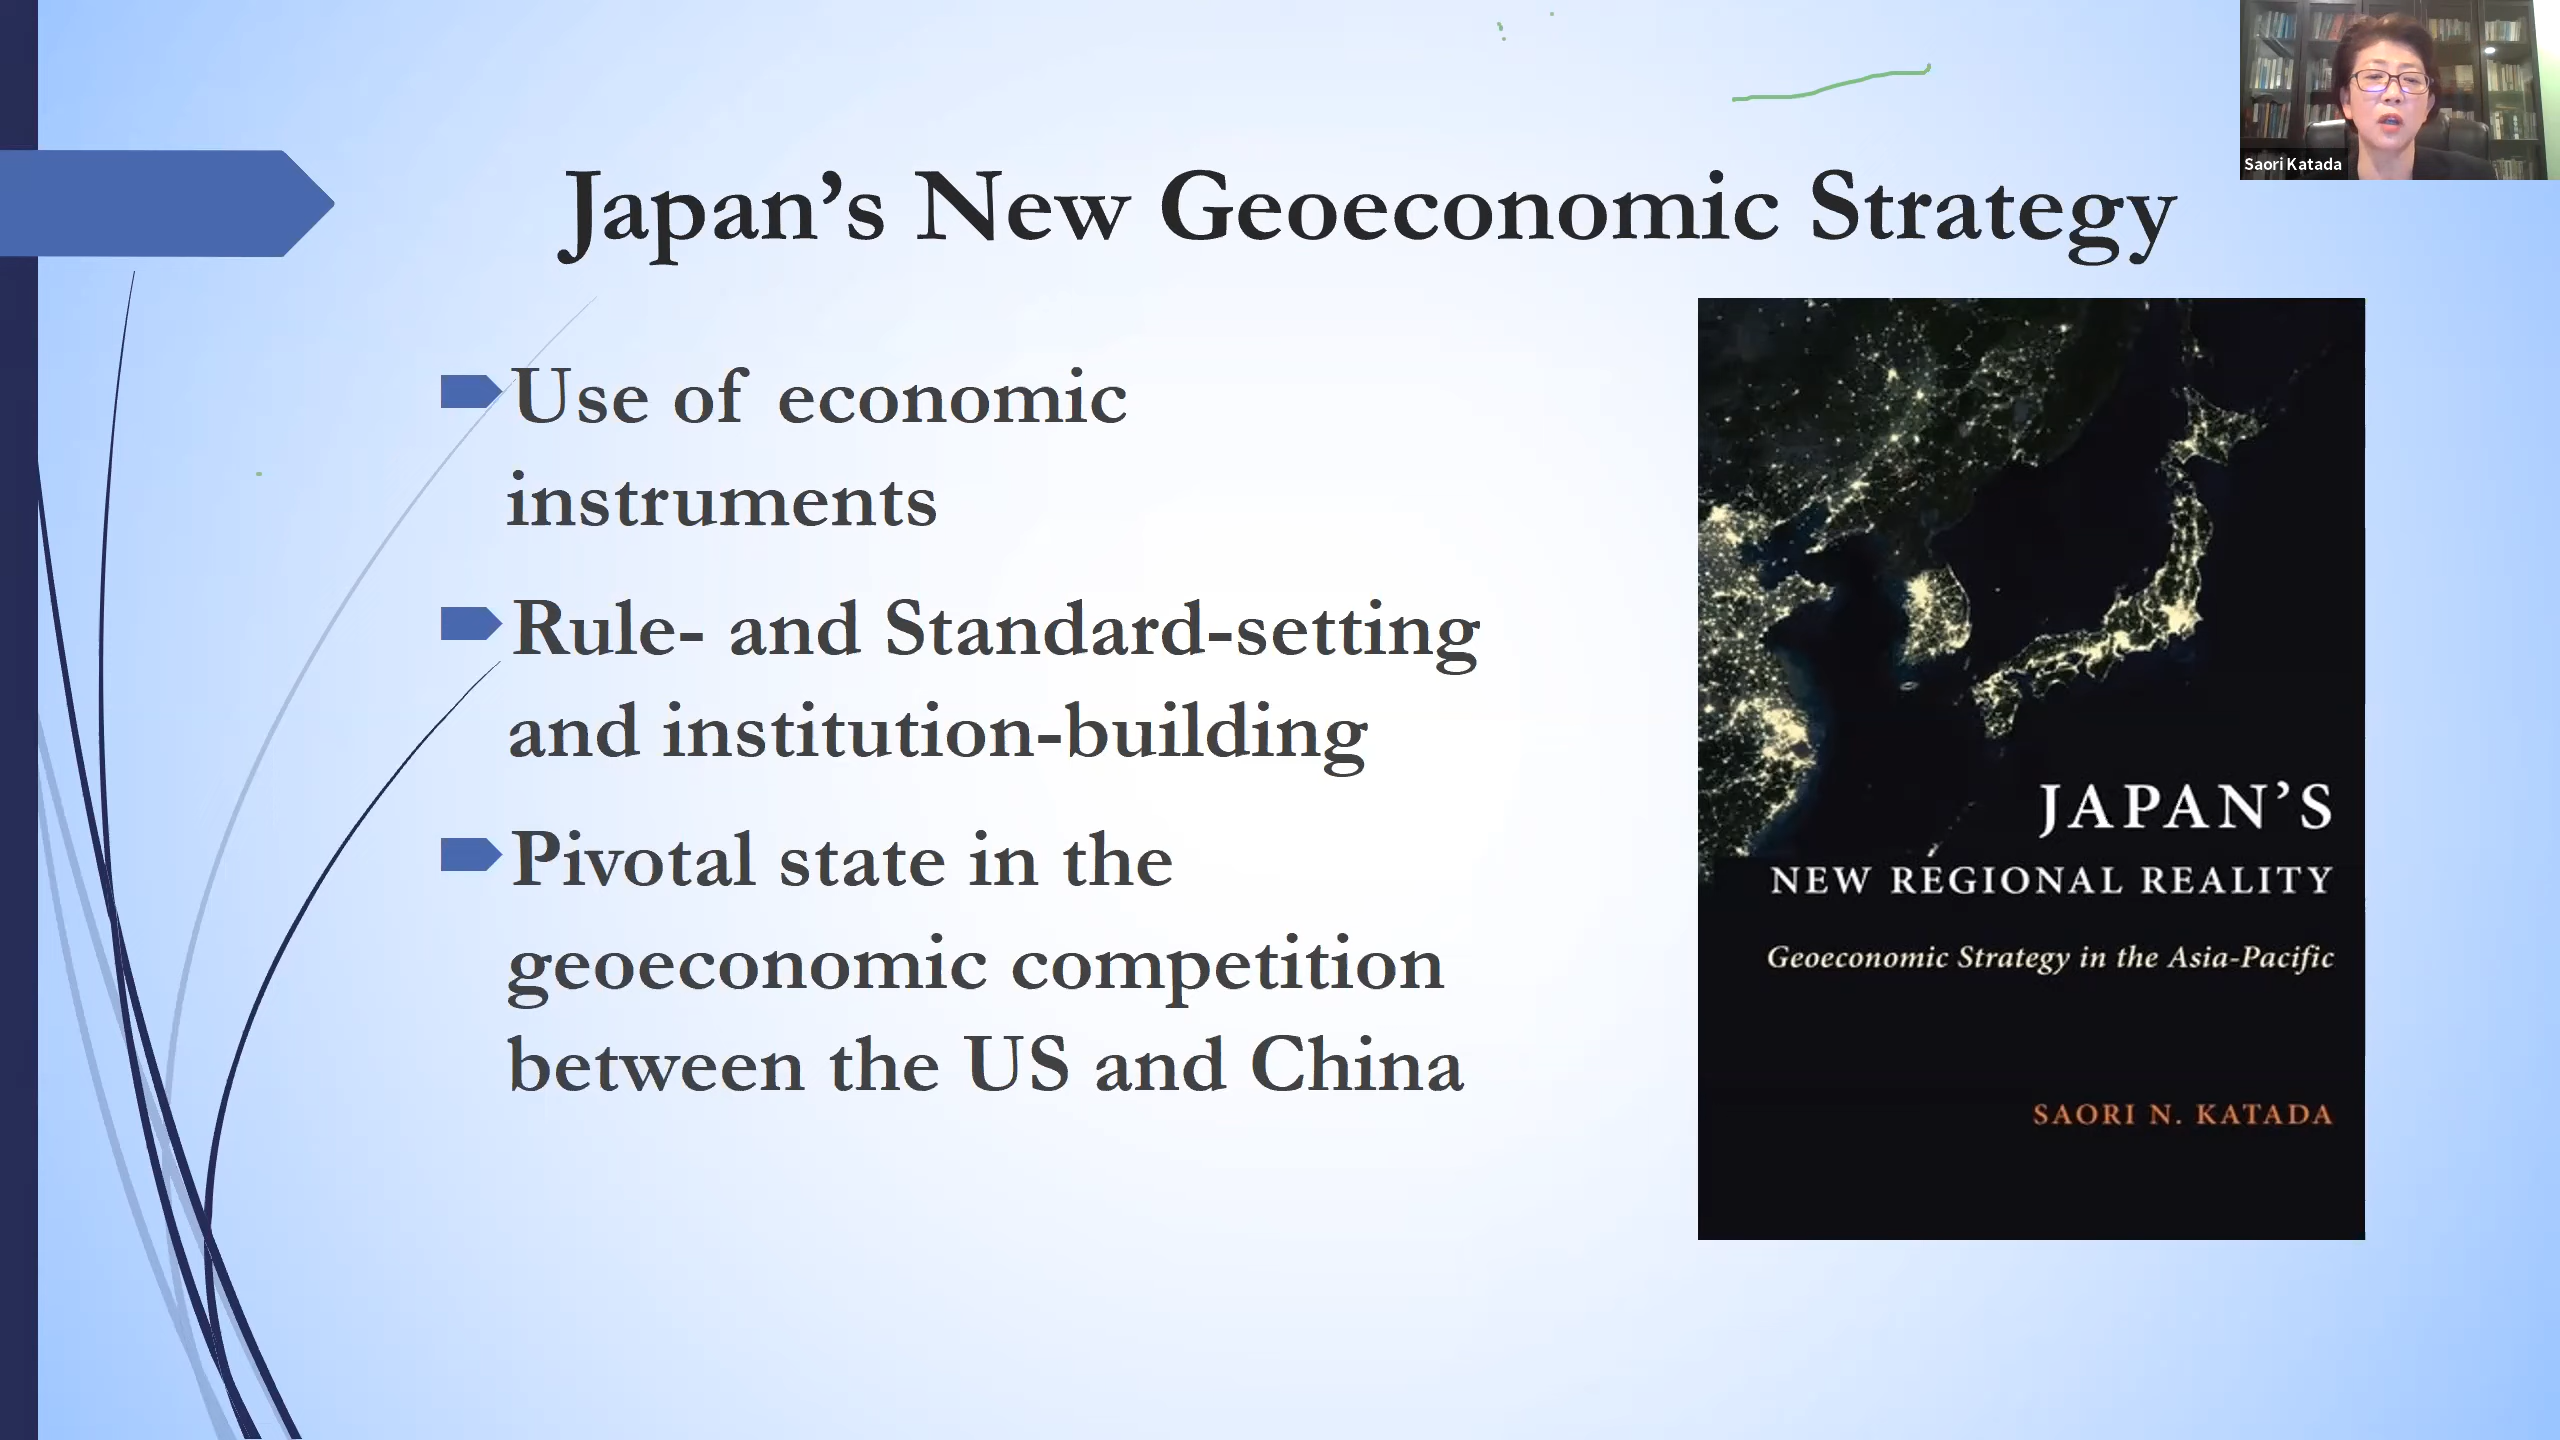 Saori Katada
Japan’s New Geoeconomic Strategy
Use of economic
instruments
Rule- and Standard-setting
and institution-building
Pivotal state in the
geoeconomic competition
between the US and China
JAPAN’S
NEW REGIONAL REALITY
Geoeconomic Strategy in the Asia-Pacific
SAORI N. KATADA